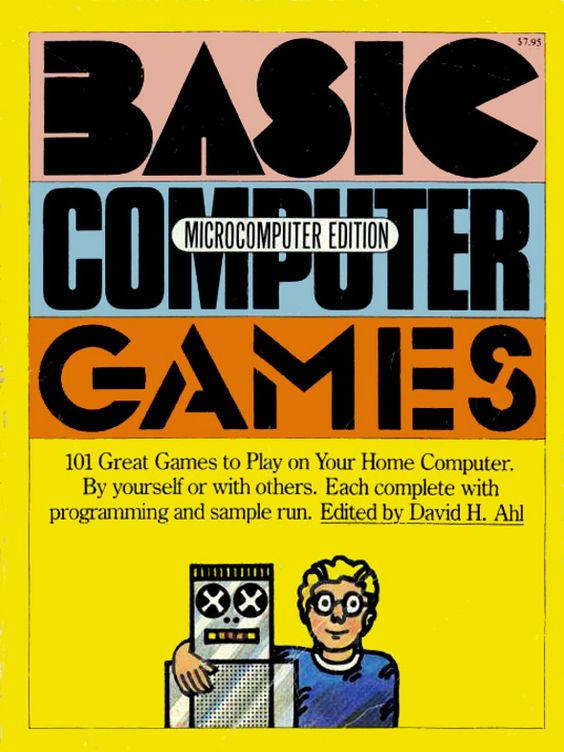 $7.95
BASIC
COMPUTER
MICROCOMPUTER EDITION
GAMES
101 Great Games to Play on Your Home Computer.
By yourself or with others. Each complete with
programming and sample run. Edited by David H. Ahl